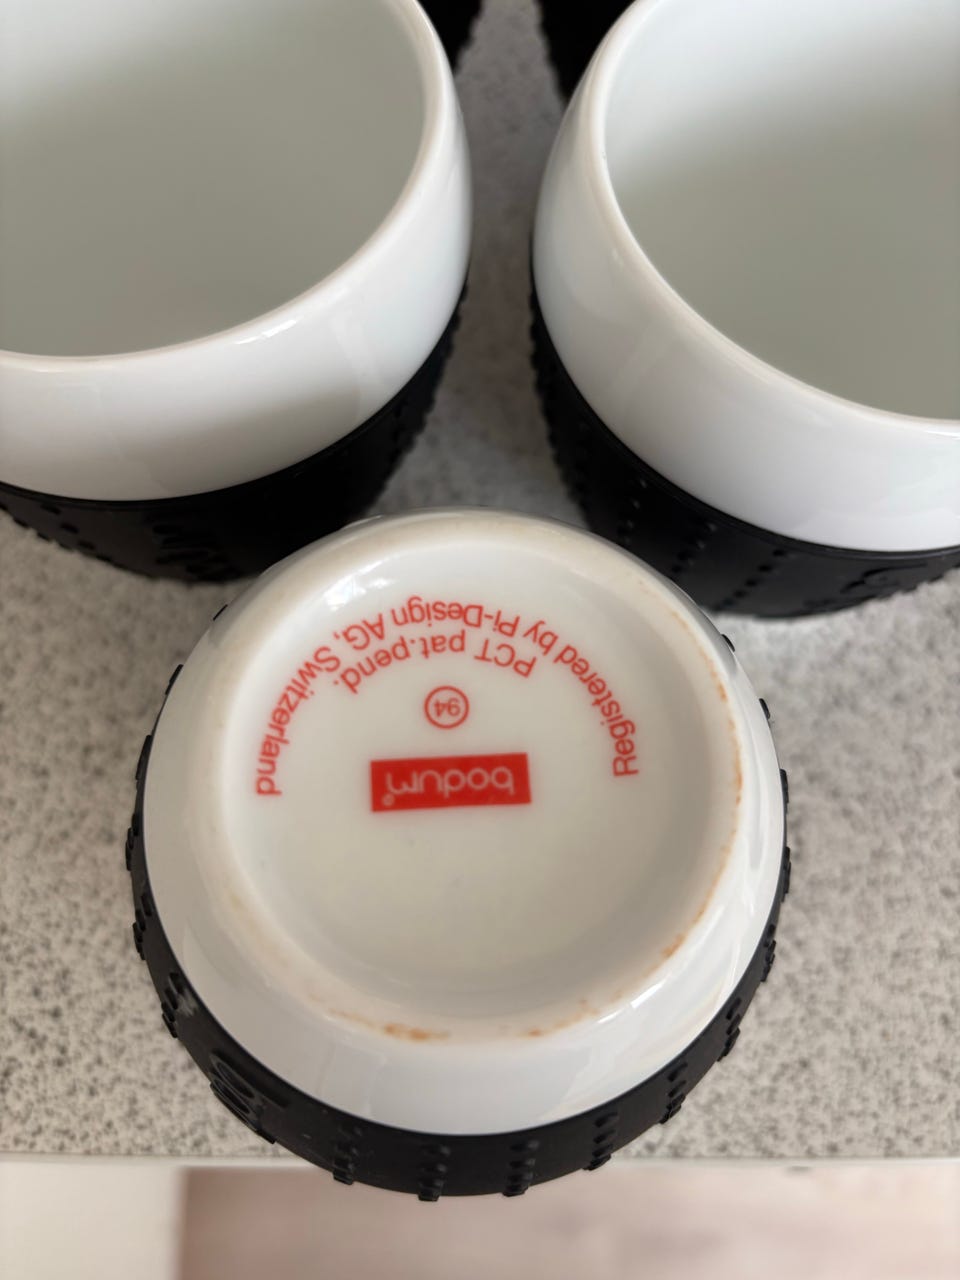 bodum®
94
PCT pat.pend.
Registered by Pi-Design AG, Switzerland